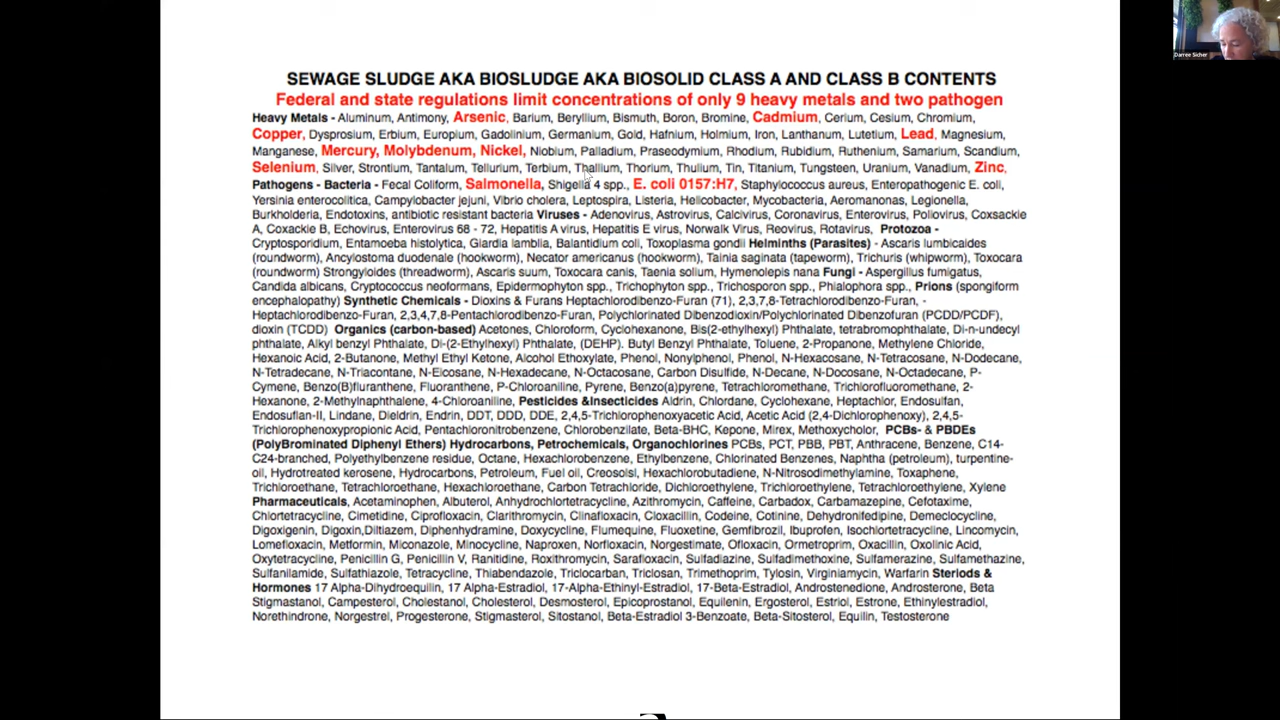 Darren Sicher
SEWAGE SLUDGE AKA BIOSLUDGE AKA BIOSOLID CLASS A AND CLASS B CONTENTS
Federal and state regulations limit concentrations of only 9 heavy metals and two pathogen
Heavy Metals - Aluminum, Antimony, Arsenic, Barium, Beryllium, Bismuth, Boron, Bromine, Cadmium, Cerium, Cesium, Chromium,
Copper, Dysprosium, Erbium, Europium, Gadolinium, Germanium, Gold, Hafnium, Holmium, Iron, Lanthanum, Lutetium, Lead, Magnesium,
Manganese, Mercury, Molybdenum, Nickel, Niobium, Palladium, Praseodymium, Rhodium, Rubidium, Ruthenium, Samarium, Scandium,
Selenium, Silver, Strontium, Tantalum, Tellurium, Terbium, Thallium, Thorium, Thulium, Tin, Titanium, Tungsteen, Uranium, Vanadium, Zinc,
Pathogens - Bacteria - Fecal Coliform, Salmonella, Shigella 4 spp., E. coli 0157:H7, Staphylococcus aureus, Enteropathogenic E. coli,
Yersinia enterocolitica, Campylobacter jejuni, Vibrio cholera, Leptospira, Listeria, Helicobacter, Mycobacteria, Aeromonanas, Legionella,
Burkholderia, Endotoxins, antibiotic resistant bacteria Viruses - Adenovirus, Astrovirus, Calcivirus, Coronavirus, Enterovirus, Poliovirus, Coxsackie
A, Coxackie B, Echovirus, Enterovirus 68 - 72, Hepatitis A virus, Hepatitis E virus, Norwalk Virus, Reovirus, Rotavirus, Protozoa -
Cryptosporidium, Entamoeba histolytica, Giardia lamblia, Balantidium coli, Toxoplasma gondii Helminths (Parasites) - Ascaris lumbicaides
(roundworm), Ancylostoma duodenale (hookworm), Necator americanus (hookworm), Tainia saginata (tapeworm), Trichuris (whipworm), Toxocara
(roundworm) Strongyloides (threadworm), Ascaris suum, Toxocara canis, Taenia solium, Hymenolepis nana Fungi - Aspergillus fumigatus,
Candida albicans, Cryptococcus neoformans, Epidermophyton spp., Trichophyton spp., Trichosporon spp., Phialophora spp., Prions (spongiform
encephalopathy) Synthetic Chemicals - Dioxins & Furans Heptachlorodibenzo-Furan (71), 2,3,7,8-Tetrachlorodibenzo-Furan, -
Heptachlorodibenzo-Furan, 2,3,4,7,8-Pentachlorodibenzo-Furan, Polychlorinated Dibenzodioxin/Polychlorinated Dibenzofuran (PCDD/PCDF),
dioxin (TCDD) Organics (carbon-based) Acetones, Chloroform, Cyclohexanone, Bis(2-ethylhexyl) Phthalate, tetrabromophthalate, Di-n-undecyl
phthalate, Alkyl benzyl Phthalate, Di-(2-Ethylhexyl) Phthalate, (DEHP). Butyl Benzyl Phthalate, Toluene, 2-Propanone, Methylene Chloride,
Hexanoic Acid, 2-Butanone, Methyl Ethyl Ketone, Alcohol Ethoxylate, Phenol, Nonylphenol, Phenol, N-Hexacosane, N-Tetracosane, N-Dodecane,
N-Tetradecane, N-Triacontane, N-Eicosane, N-Hexadecane, N-Octacosane, Carbon Disulfide, N-Decane, N-Docosane, N-Octadecane, P-
Cymene, Benzo(B)fluranthene, Fluoranthene, P-Chloroaniline, Pyrene, Benzo(a)pyrene, Tetrachloromethane, Trichlorofluoromethane, 2-
Hexanone, 2-Methylnaphthalene, 4-Chloroaniline, Pesticides &Insecticides Aldrin, Chlordane, Cyclohexane, Heptachlor, Endosulfan,
Endosuflan-II, Lindane, Dieldrin, Endrin, DDT, DDD, DDE, 2,4,5-Trichlorophenoxyacetic Acid, Acetic Acid (2,4-Dichlorophenoxy), 2,4,5-
Trichlorophenoxypropionic Acid, Pentachloronitrobenzene, Chlorobenzilate, Beta-BHC, Kepone, Mirex, Methoxychlor, PCBs- & PBDEs
(PolyBrominated Diphenyl Ethers) Hydrocarbons, Petrochemicals, Organochlorines PCBs, PCT, PBB, PBT, Anthracene, Benzene, C14-
C24-branched, Polyethylbenzene residue, Octane, Hexachlorobenzene, Ethylbenzene, Chlorinated Benzenes, Naphtha (petroleum), turpentine-
oil, Hydrotreated kerosene, Hydrocarbons, Petroleum, Fuel oil, Creosolsl, Hexachlorobutadiene, N-Nitrosodimethylamine, Toxaphene,
Trichloroethane, Tetrachloroethane, Hexachloroethane, Carbon Tetrachloride, Dichloroethylene, Trichloroethylene, Tetrachloroethylene, Xylene
Pharmaceuticals, Acetaminophen, Albuterol, Anhydrochlortetracycline, Azithromycin, Caffeine, Carbadox, Carbamazepine, Cefotaxime,
Chlortetracycline, Cimetidine, Ciprofloxacin, Clarithromycin, Clinafloxacin, Cloxacillin, Codeine, Cotinine, Dehydronifedipine, Demeclocycline,
Digoxigenin, Digoxin,Diltiazem, Diphenhydramine, Doxycycline, Flumequine, Fluoxetine, Gemfibrozil, Ibuprofen, Isochlortetracycline, Lincomycin,
Lomefloxacin, Metformin, Miconazole, Minocycline, Naproxen, Norfloxacin, Norgestimate, Ofloxacin, Ormetroprim, Oxacillin, Oxolinic Acid,
Oxytetracycline, Penicillin G, Penicillin V, Ranitidine, Roxithromycin, Sarafloxacin, Sulfadiazine, Sulfadimethoxine, Sulfamerazine, Sulfamethazine,
Sulfanilamide, Sulfathiazole, Tetracycline, Thiabendazole, Triclocarban, Triclosan, Trimethoprim, Tylosin, Virginiamycin, Warfarin Steriods &
Hormones 17 Alpha-Dihydroequilin, 17 Alpha-Estradiol, 17-Alpha-Ethinyl-Estradiol, 17-Beta-Estradiol, Androstenedione, Androsterone, Beta
Stigmastanol, Campesterol, Cholestanol, Cholesterol, Desmosterol, Epicoprostanol, Equilenin, Ergosterol, Estriol, Estrone, Ethinylestradiol,
Norethindrone, Norgestrel, Progesterone, Stigmasterol, Sitostanol, Beta-Estradiol 3-Benzoate, Beta-Sitosterol, Equilin, Testosterone